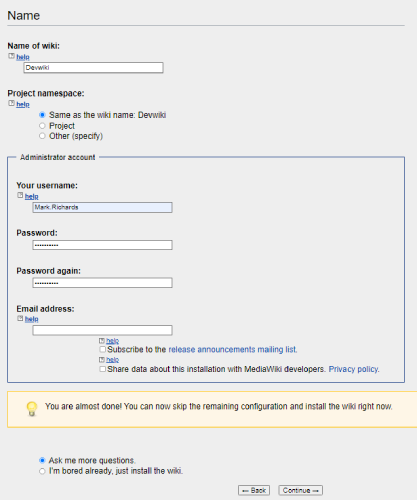 Name
Name of wiki:
help
Devwiki
Project namespace:
help
Same as the wiki name: Devwiki
Project
Other (specify)
Administrator account
Your username:
help
Mark.Richards
Password:
••••••••••
Password again:
••••••••••
Email address:
help
help
Subscribe to the release announcements mailing list.
help
Share data about this installation with MediaWiki developers. Privacy policy.
You are almost done! You can now skip the remaining configuration and install the wiki right now.
Ask me more questions.
I'm bored already, just install the wiki.
← Back Continue →